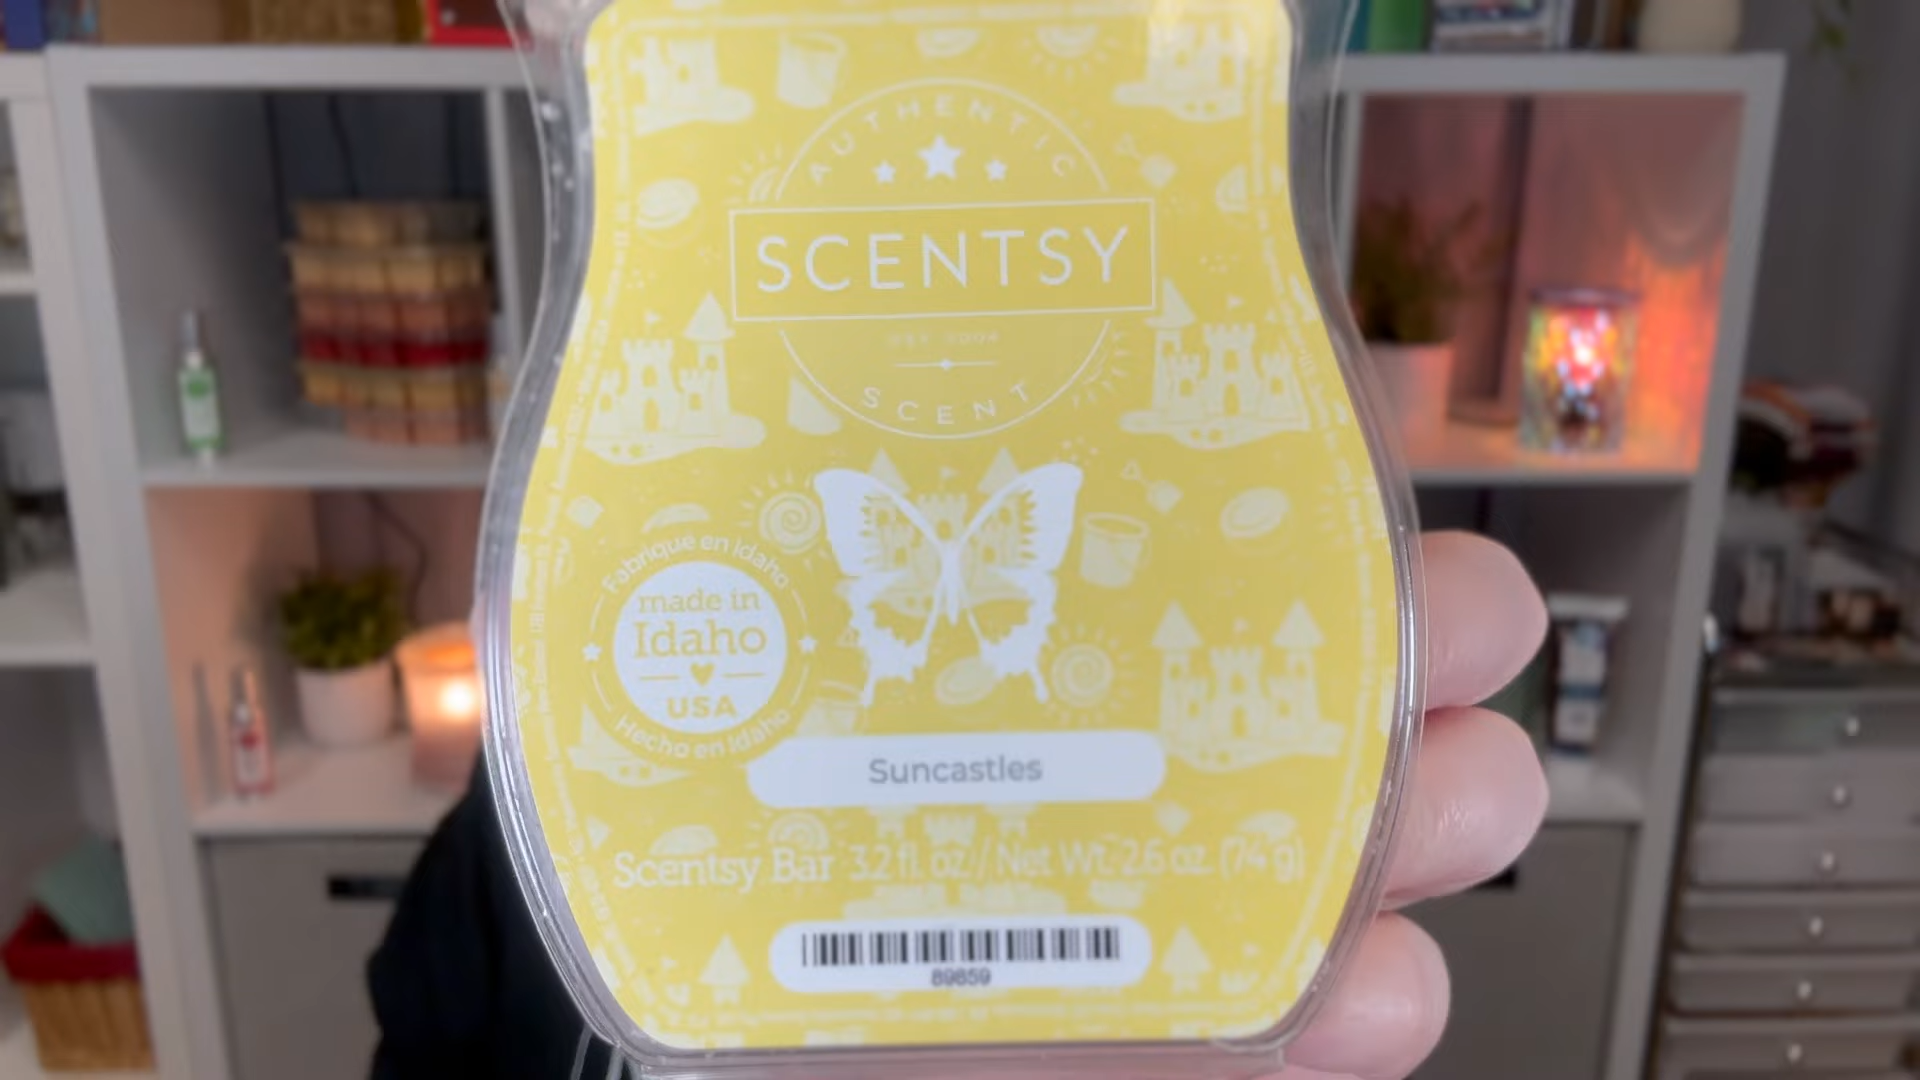 AUTHENTIC
SCENTSY
EST. 2004
SCENT
Fabriqué en Idaho
made in
Idaho
USA
Hecho en Idaho
Suncastles
Scentsy Bar 3.2 fl. oz // Net Wt. 2.6 oz. (74 g)
89859